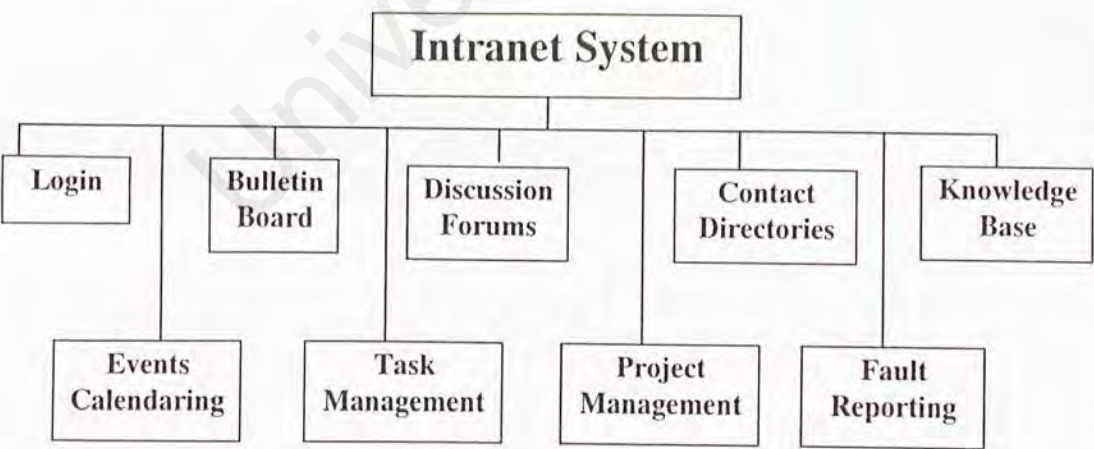 Intranet System
Login
Bulletin
Board
Discussion
Forums
Contact
Directories
Knowledge
Base
Events
Calendaring
Task
Management
Project
Management
Fault
Reporting